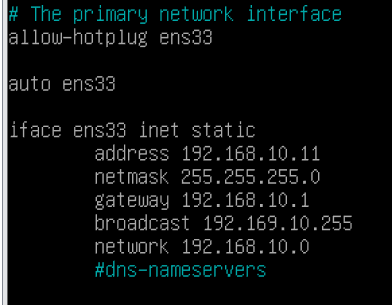 # The primary network interface
allow-hotplug ens33
auto ens33
iface ens33 inet static
address 192.168.10.11
netmask 255.255.255.0
gateway 192.168.10.1
broadcast 192.169.10.255
network 192.168.10.0
#dns-nameservers